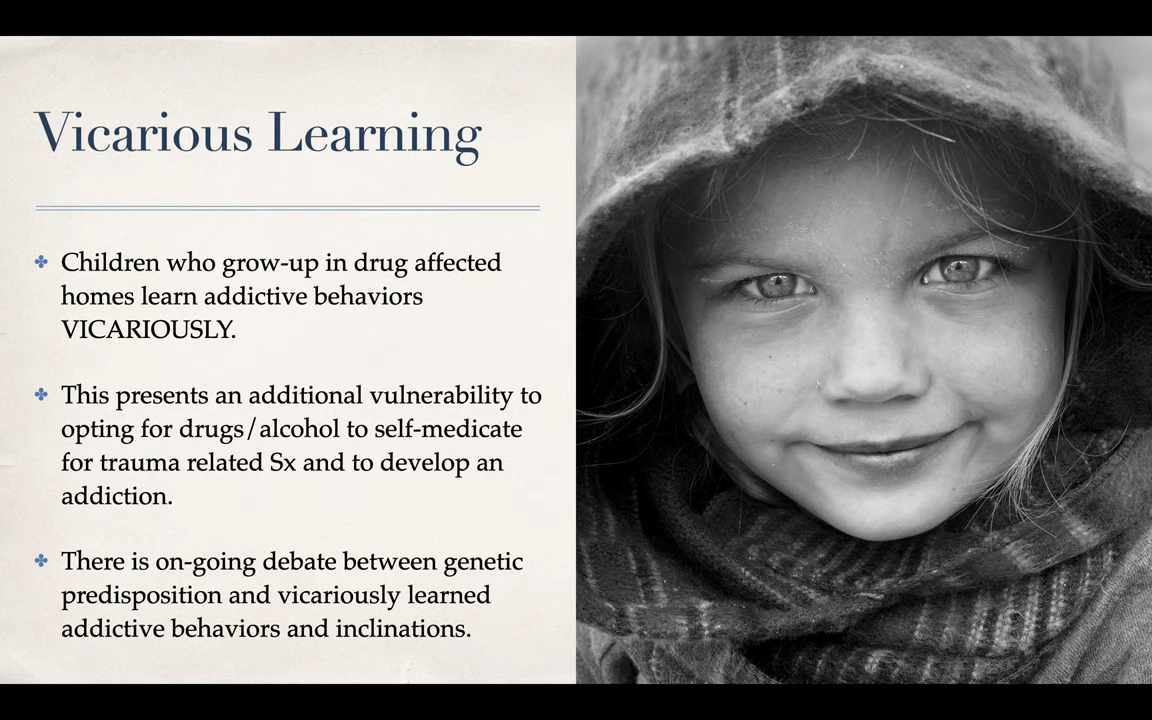 Vicarious Learning
Children who grow-up in drug affected
homes learn addictive behaviors
VICARIOUSLY.
This presents an additional vulnerability to
opting for drugs/alcohol to self-medicate
for trauma related Sx and to develop an
addiction.
There is on-going debate between genetic
predisposition and vicariously learned
addictive behaviors and inclinations.